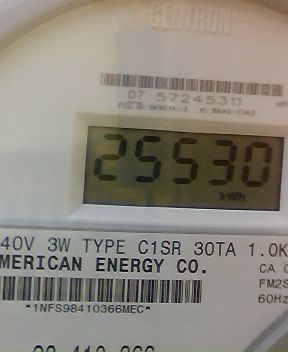 CENTRON
07 57245311
25530
kWh
40V 3W TYPE C1SR 30TA 1.0K
MERICAN ENERGY CO.
CA 0
FM2S
60Hz
*1NFS98410366MEC*